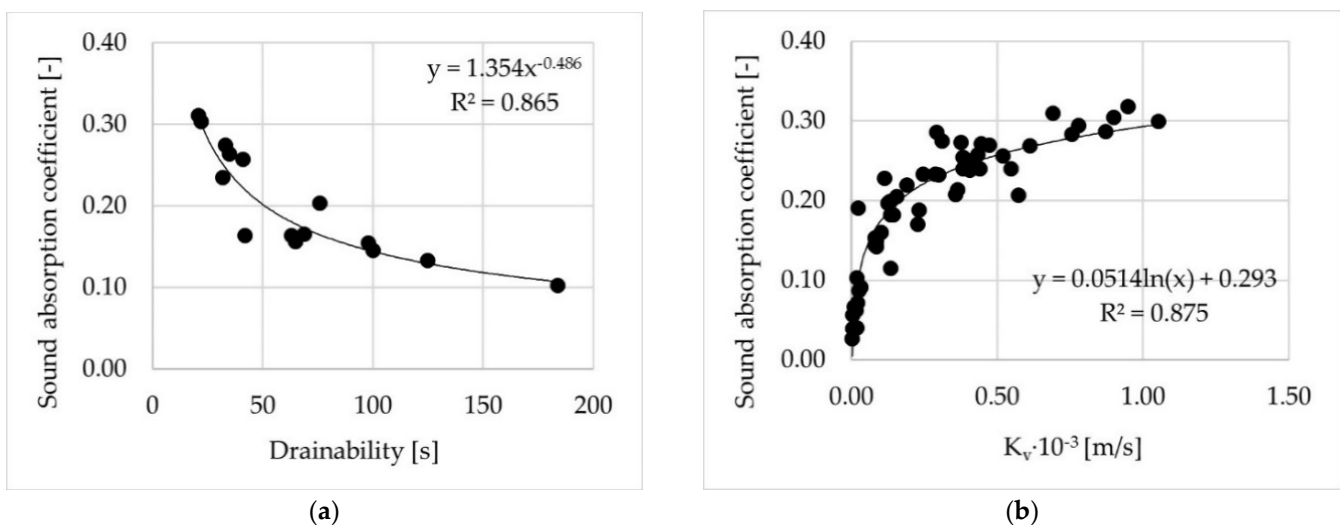 0.40
0.30
0.20
0.10
0.00
Sound absorption coefficient [-]
y = 1.354x^-0.486
R² = 0.865
0 50 100 150 200
Drainability [s]
(a)
0.40
0.30
0.20
0.10
0.00
Sound absorption coefficient [-]
y = 0.0514ln(x) + 0.293
R² = 0.875
0.00 0.50 1.00 1.50
Kᵥ·10⁻³ [m/s]
(b)